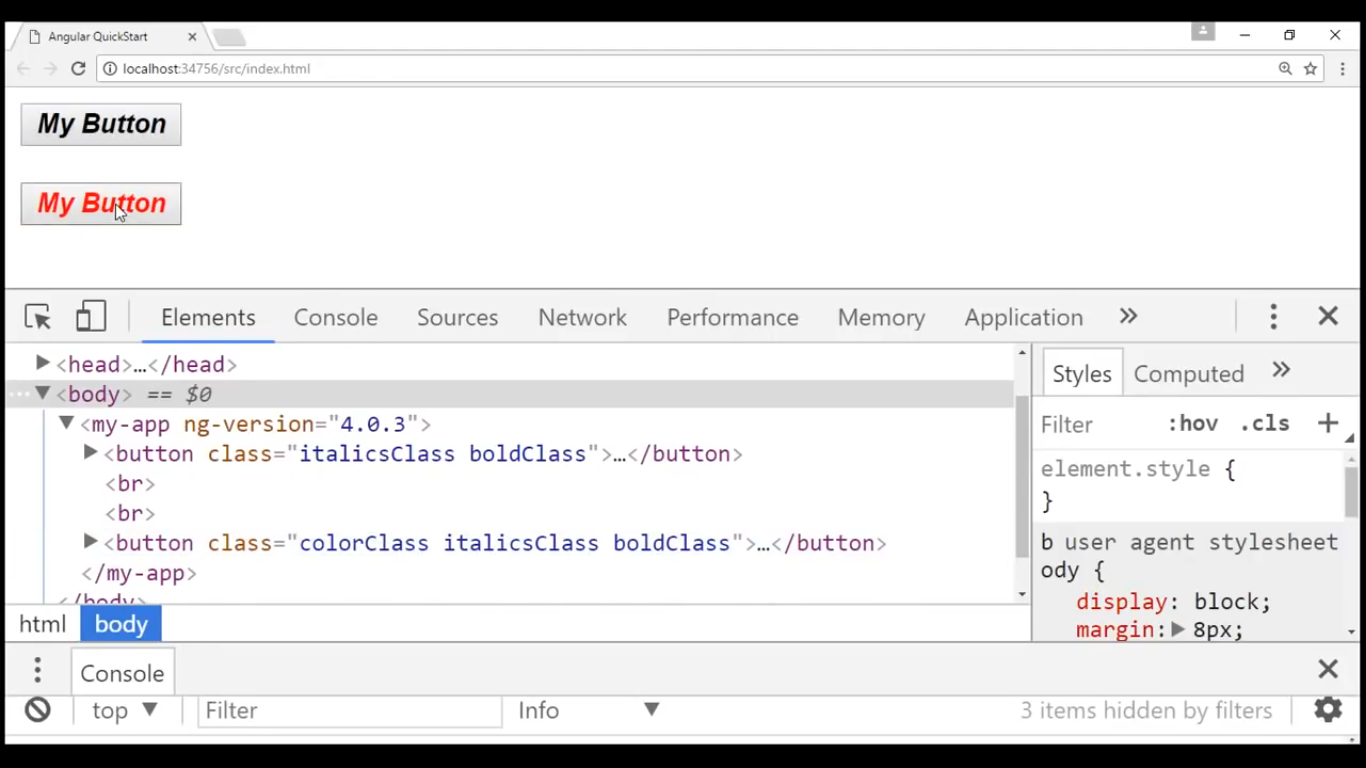 Angular QuickStart
localhost:34756/src/index.html
My Button
My Button
Elements Console Sources Network Performance Memory Application »
<head>…</head>
Styles Computed »
<body> == $0
<my-app ng-version="4.0.3">
Filter :hov .cls +
<button class="italicsClass boldClass">…</button>
element.style {
<br>
}
<br>
<button class="colorClass italicsClass boldClass">…</button>
b user agent stylesheet
ody {
</my-app>
display: block;
</body>
margin: 8px;
html body
Console
top Filter Info 3 items hidden by filters